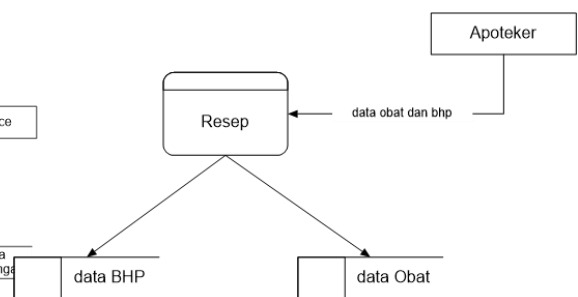 Apoteker
data obat dan bhp
Resep
data BHP
data Obat